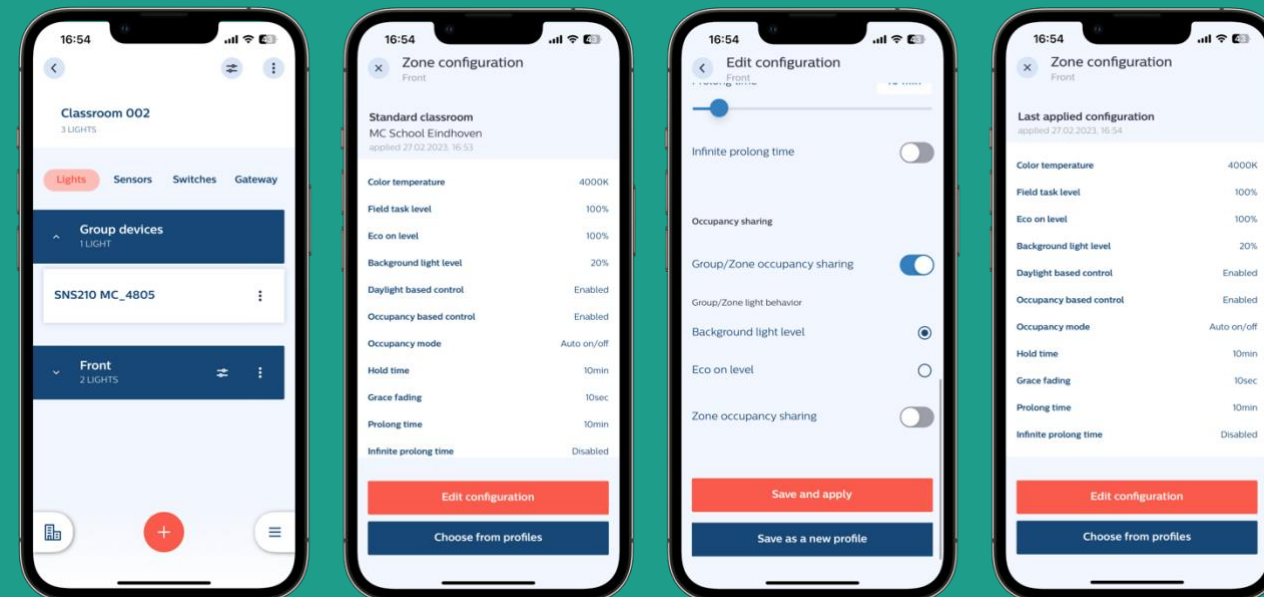 16:54
Classroom 002
3 LIGHTS
Lights Sensors Switches Gateway
Group devices
1 LIGHT
SNS210 MC_4805
Front
2 LIGHTS
16:54
Zone configuration
Front
Standard classroom
MC School Eindhoven
applied 27.02.2023, 16:53
Color temperature 4000K
Field task level 100%
Eco on level 100%
Background light level 20%
Daylight based control Enabled
Occupancy based control Enabled
Occupancy mode Auto on/off
Hold time 10min
Grace fading 10sec
Prolong time 10min
Infinite prolong time Disabled
Edit configuration
Choose from profiles
16:54
Edit configuration
Front
Infinite prolong time
Occupancy sharing
Group/Zone occupancy sharing
Group/Zone light behavior
Background light level
Eco on level
Zone occupancy sharing
Save and apply
Save as a new profile
16:54
Zone configuration
Front
Last applied configuration
applied 27.02.2023, 16:54
Color temperature 4000K
Field task level 100%
Eco on level 100%
Background light level 20%
Daylight based control Enabled
Occupancy based control Enabled
Occupancy mode Auto on/off
Hold time 10min
Grace fading 10sec
Prolong time 10min
Infinite prolong time Disabled
Edit configuration
Choose from profiles